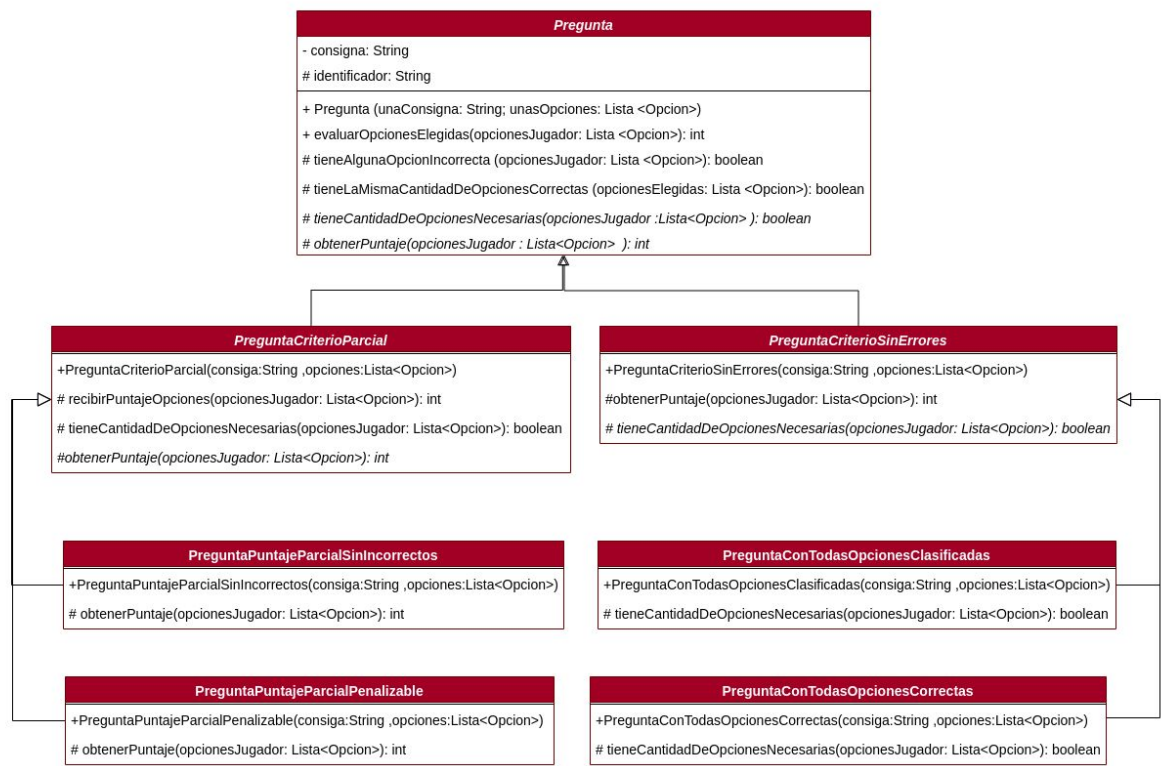 Pregunta
- consigna: String
# identificador: String
+ Pregunta (unaConsigna: String; unasOpciones: Lista <Opcion>)
+ evaluarOpcionesElegidas(opcionesJugador: Lista <Opcion>): int
# tieneAlgunaOpcionIncorrecta (opcionesJugador: Lista <Opcion>): boolean
# tieneLaMismaCantidadDeOpcionesCorrectas (opcionesElegidas: Lista <Opcion>): boolean
# tieneCantidadDeOpcionesNecesarias(opcionesJugador :Lista<Opcion> ): boolean
# obtenerPuntaje(opcionesJugador : Lista<Opcion> ): int
PreguntaCriterioParcial
+PreguntaCriterioParcial(consiga:String ,opciones:Lista<Opcion>)
# recibirPuntajeOpciones(opcionesJugador: Lista<Opcion>): int
# tieneCantidadDeOpcionesNecesarias(opcionesJugador: Lista<Opcion>): boolean
#obtenerPuntaje(opcionesJugador: Lista<Opcion>): int
PreguntaCriterioSinErrores
+PreguntaCriterioSinErrores(consiga:String ,opciones:Lista<Opcion>)
#obtenerPuntaje(opcionesJugador: Lista<Opcion>): int
# tieneCantidadDeOpcionesNecesarias(opcionesJugador: Lista<Opcion>): boolean
PreguntaPuntajeParcialSinIncorrectos
+PreguntaPuntajeParcialSinIncorrectos(consiga:String ,opciones:Lista<Opcion>)
# obtenerPuntaje(opcionesJugador: Lista<Opcion>): int
PreguntaConTodasOpcionesClasificadas
+PreguntaConTodasOpcionesClasificadas(consiga:String ,opciones:Lista<Opcion>)
# tieneCantidadDeOpcionesNecesarias(opcionesJugador: Lista<Opcion>): boolean
PreguntaPuntajeParcialPenalizable
+PreguntaPuntajeParcialPenalizable(consiga:String ,opciones:Lista<Opcion>)
# obtenerPuntaje(opcionesJugador: Lista<Opcion>): int
PreguntaConTodasOpcionesCorrectas
+PreguntaConTodasOpcionesCorrectas(consiga:String ,opciones:Lista<Opcion>)
# tieneCantidadDeOpcionesNecesarias(opcionesJugador: Lista<Opcion>): boolean